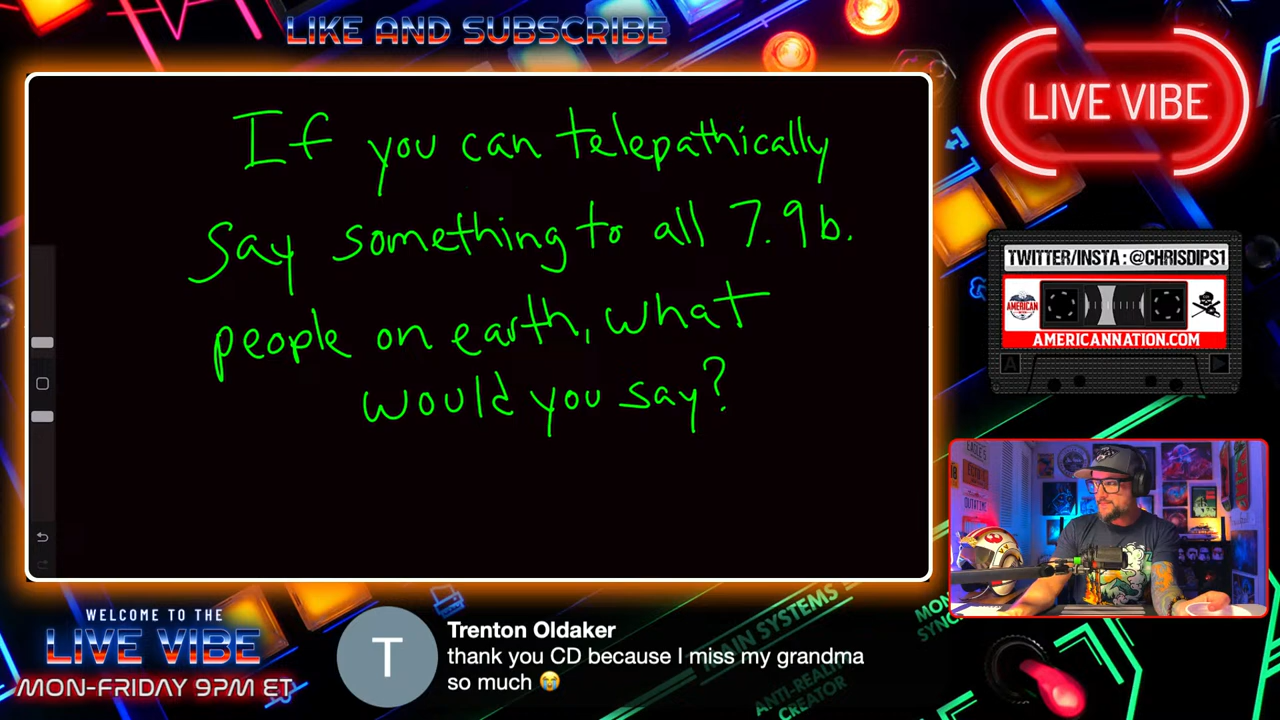 LIKE AND SUBSCRIBE
LIVE VIBE
If you can telepathically
say something to all 7.9b.
people on earth, what
would you say?
TWITTER/INSTA : @CHRISDIPS1
AMERICAN
AMERICANNATION.COM
A
WELCOME TO THE
LIVE VIBE
MON-FRIDAY 9PM ET
T
Trenton Oldaker
thank you CD because I miss my grandma
so much 😭
OUTATIME